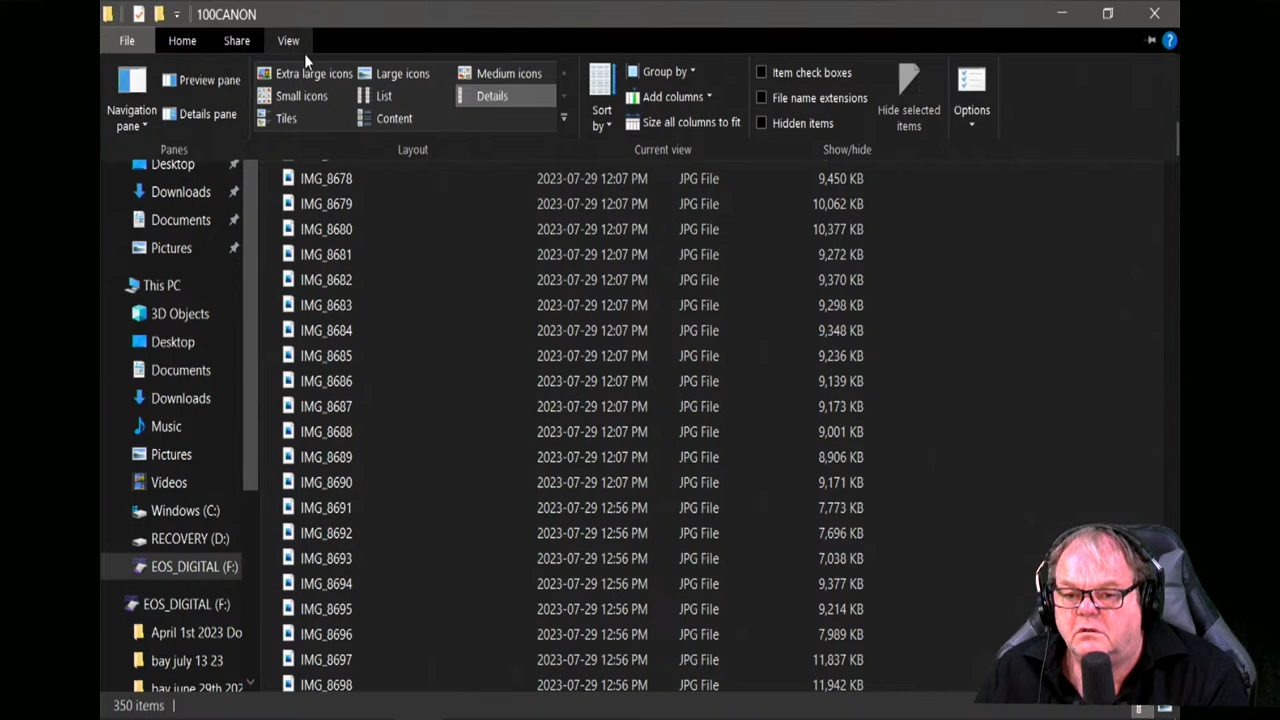 100CANON
File Home Share View
Navigation pane
Preview pane
Details pane
Panes
Extra large icons Large icons Medium icons
Small icons List Details
Tiles Content
Layout
Sort by
Group by
Add columns
Size all columns to fit
Current view
Item check boxes
File name extensions
Hidden items
Hide selected items
Show/hide
Options
Desktop
Downloads
Documents
Pictures
This PC
3D Objects
Desktop
Documents
Downloads
Music
Pictures
Videos
Windows (C:)
RECOVERY (D:)
EOS_DIGITAL (F:)
EOS_DIGITAL (F:)
April 1st 2023 Do
bay july 13 23
bay june 29th 202
IMG_8678 2023-07-29 12:07 PM JPG File 9,450 KB
IMG_8679 2023-07-29 12:07 PM JPG File 10,062 KB
IMG_8680 2023-07-29 12:07 PM JPG File 10,377 KB
IMG_8681 2023-07-29 12:07 PM JPG File 9,272 KB
IMG_8682 2023-07-29 12:07 PM JPG File 9,370 KB
IMG_8683 2023-07-29 12:07 PM JPG File 9,298 KB
IMG_8684 2023-07-29 12:07 PM JPG File 9,348 KB
IMG_8685 2023-07-29 12:07 PM JPG File 9,236 KB
IMG_8686 2023-07-29 12:07 PM JPG File 9,139 KB
IMG_8687 2023-07-29 12:07 PM JPG File 9,173 KB
IMG_8688 2023-07-29 12:07 PM JPG File 9,001 KB
IMG_8689 2023-07-29 12:07 PM JPG File 8,906 KB
IMG_8690 2023-07-29 12:07 PM JPG File 9,171 KB
IMG_8691 2023-07-29 12:56 PM JPG File 7,773 KB
IMG_8692 2023-07-29 12:56 PM JPG File 7,696 KB
IMG_8693 2023-07-29 12:56 PM JPG File 7,038 KB
IMG_8694 2023-07-29 12:56 PM JPG File 9,377 KB
IMG_8695 2023-07-29 12:56 PM JPG File 9,214 KB
IMG_8696 2023-07-29 12:56 PM JPG File 7,989 KB
IMG_8697 2023-07-29 12:56 PM JPG File 11,837 KB
IMG_8698 2023-07-29 12:56 PM JPG File 11,942 KB
350 items